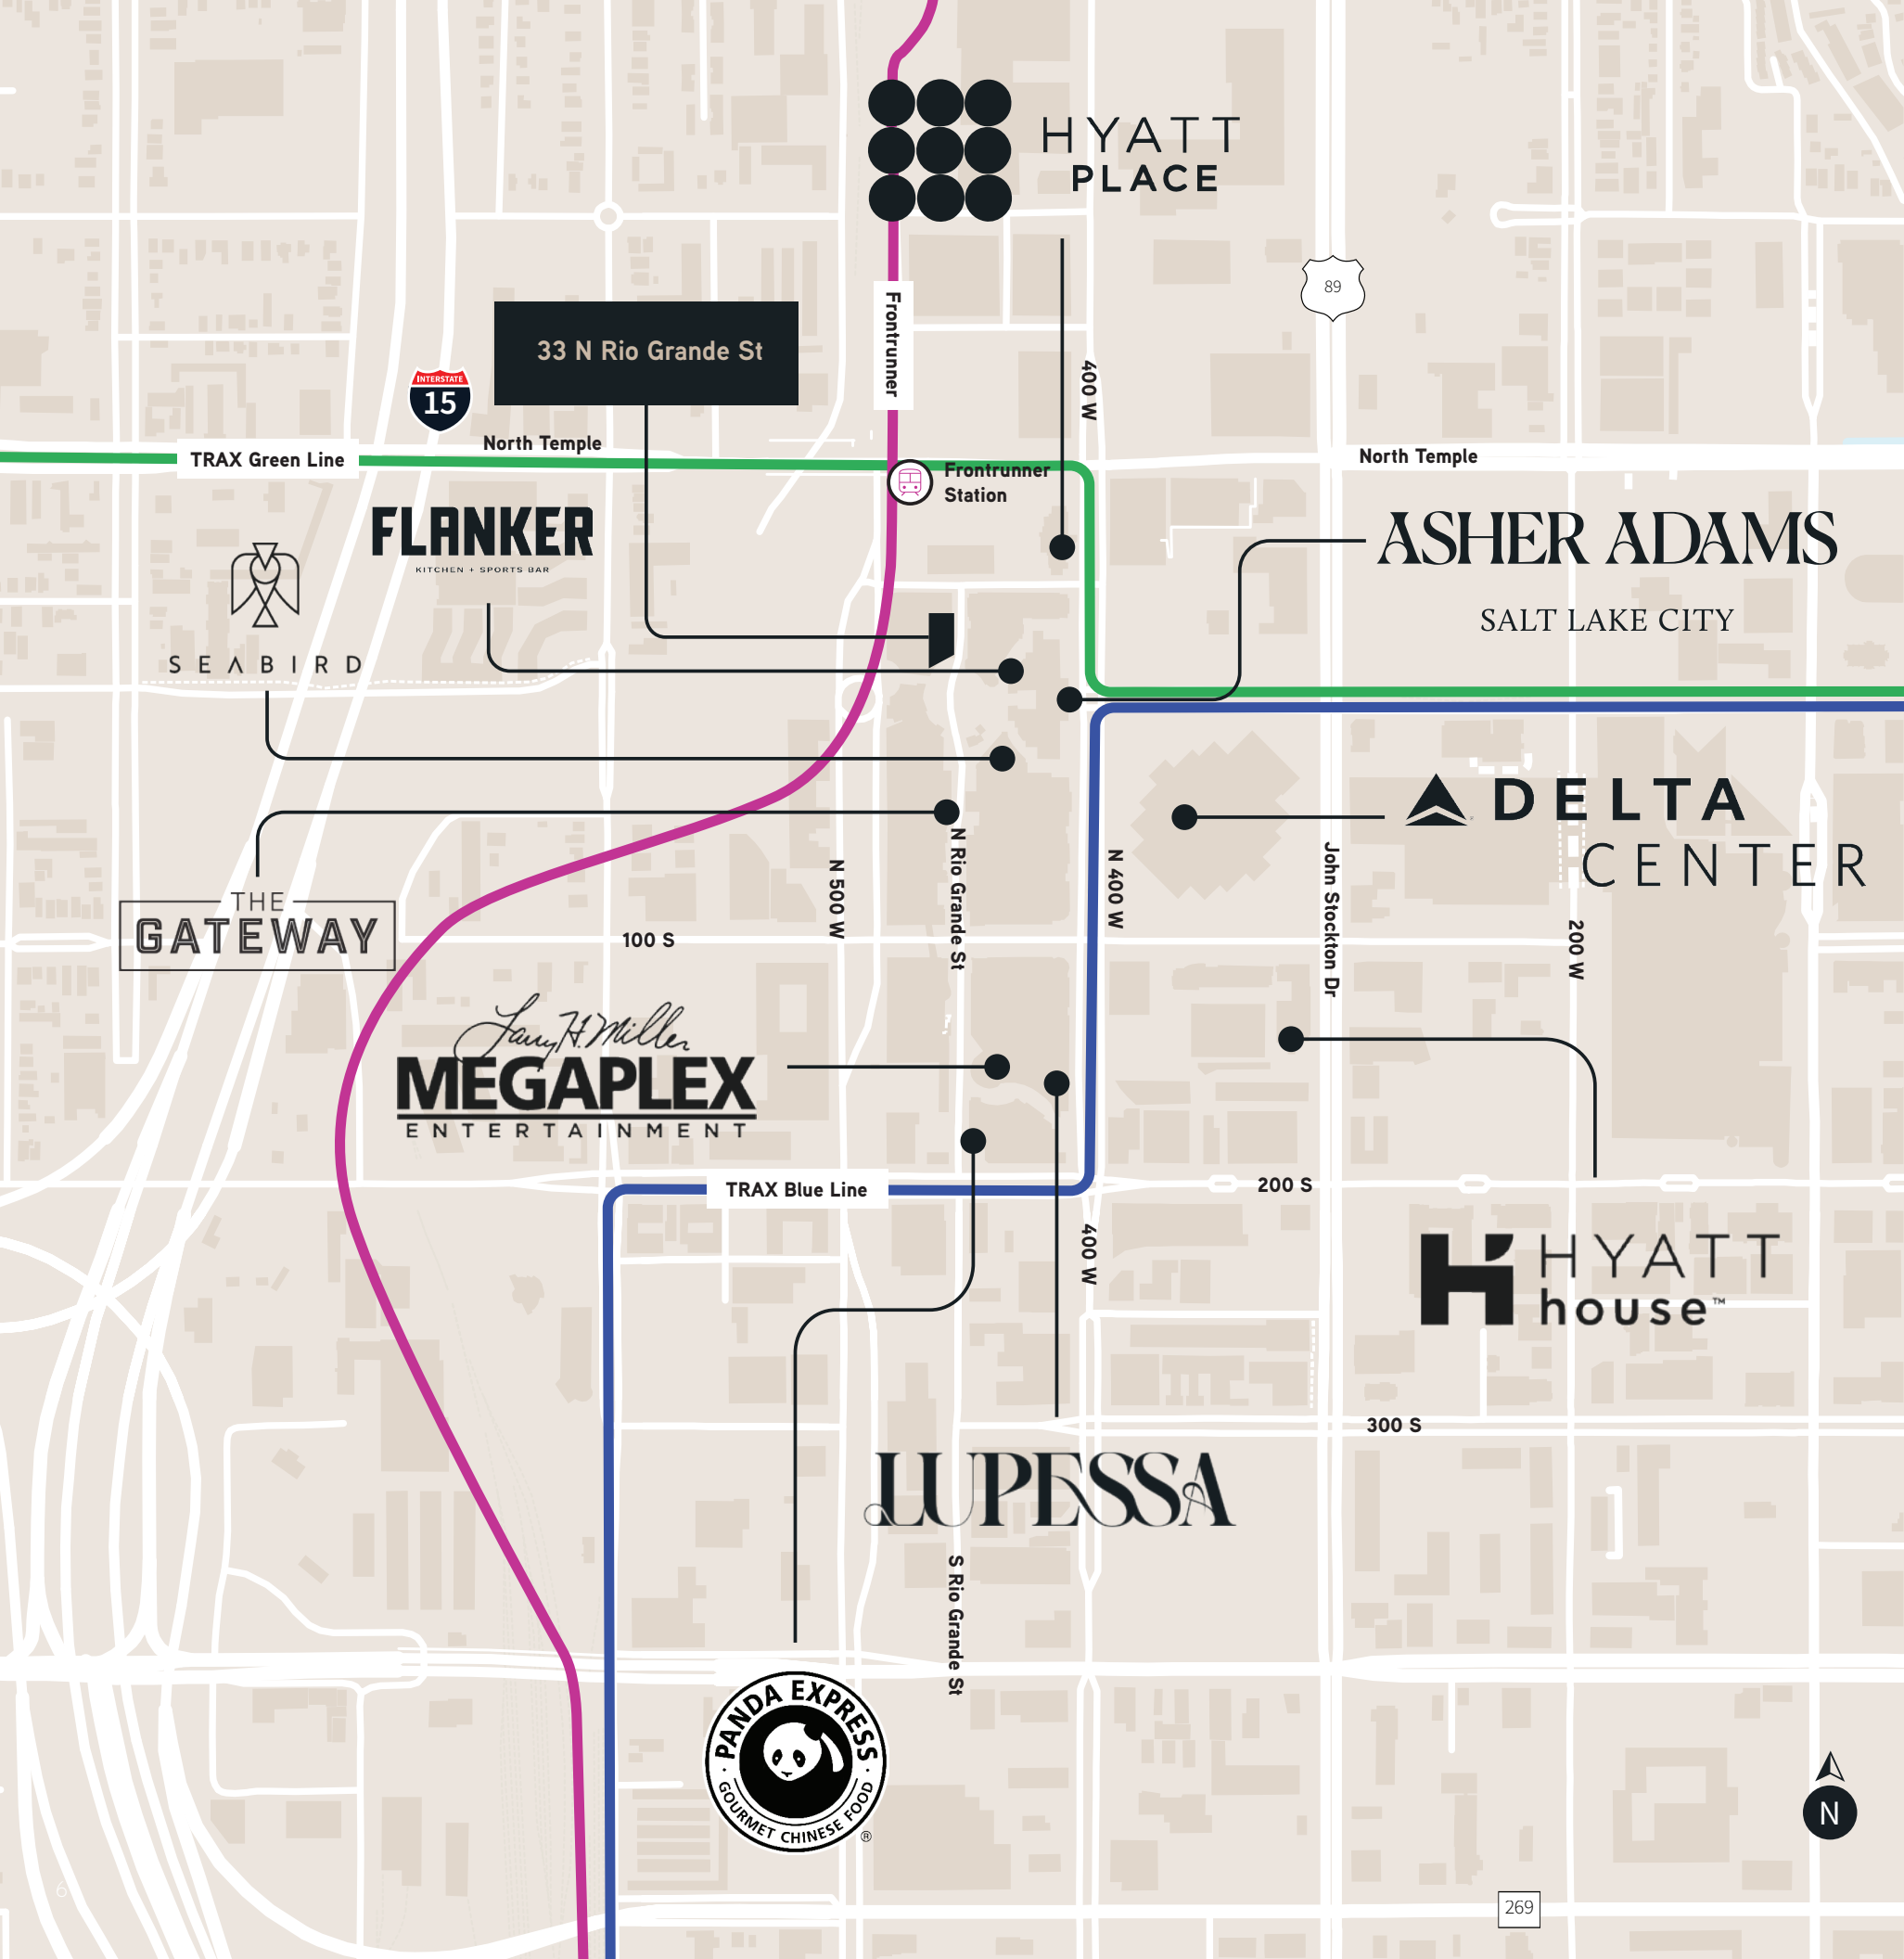 HYATT
PLACE
89
Frontrunner
33 N Rio Grande St
400 W
INTERSTATE
15
North Temple
TRAX Green Line
North Temple
Frontrunner
Station
FLANKER
KITCHEN + SPORTS BAR
ASHER ADAMS
SALT LAKE CITY
SEABIRD
DELTA
CENTER
N Rio Grande St
N 500 W
N 400 W
John Stockton Dr
200 W
THE
GATEWAY
100 S
Larry H. Miller
MEGAPLEX
ENTERTAINMENT
TRAX Blue Line
200 S
400 W
HYATT
house™
300 S
LUPESSA
S Rio Grande St
PANDA EXPRESS
GOURMET CHINESE FOOD
®
N
6
269